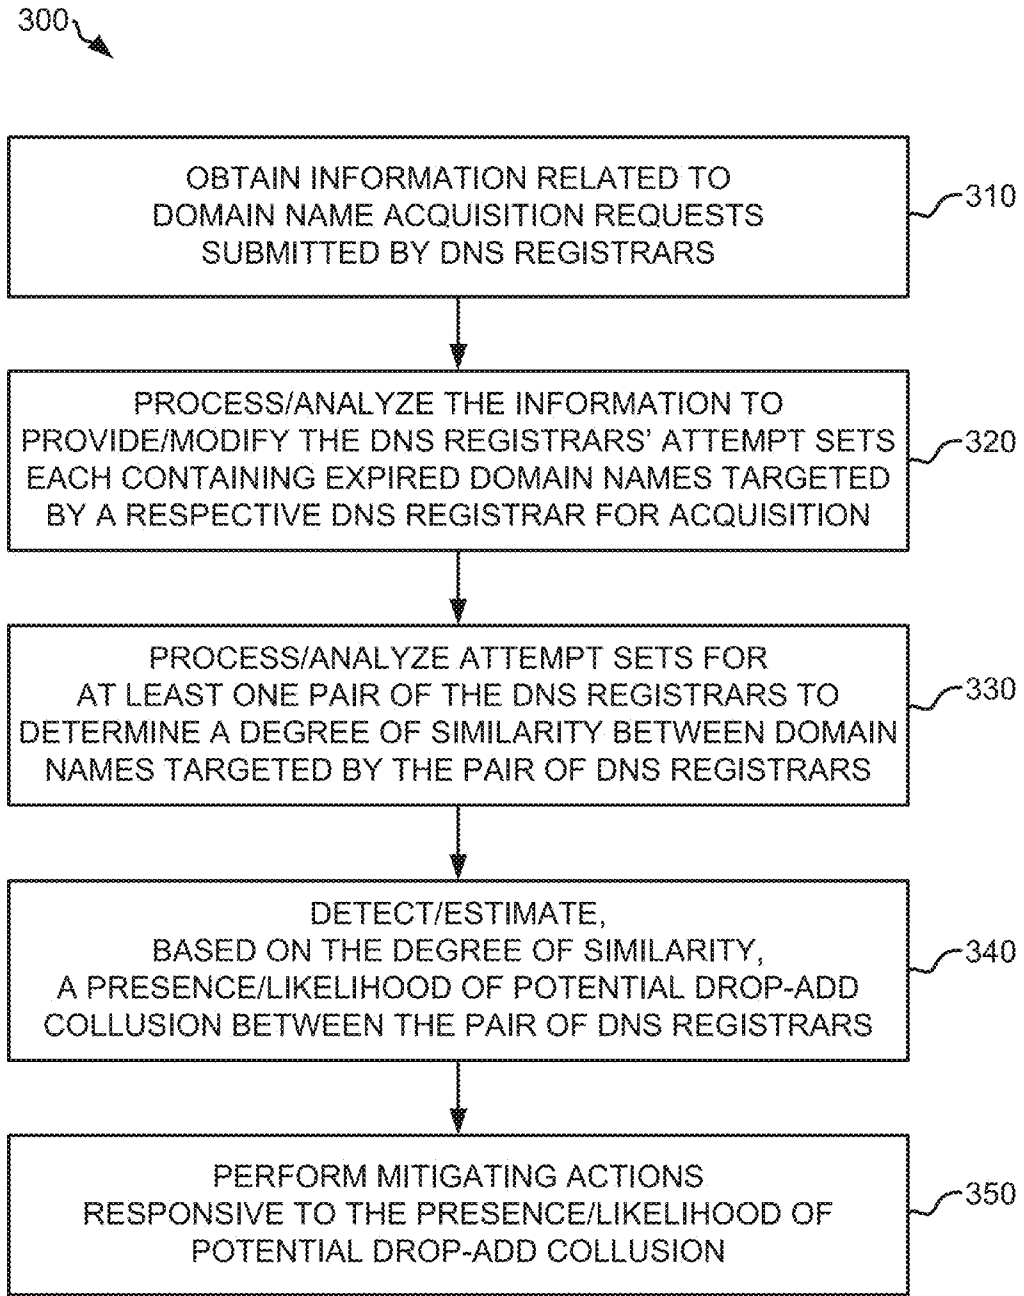 300
OBTAIN INFORMATION RELATED TO
DOMAIN NAME ACQUISITION REQUESTS
SUBMITTED BY DNS REGISTRARS
310
PROCESS/ANALYZE THE INFORMATION TO
PROVIDE/MODIFY THE DNS REGISTRARS' ATTEMPT SETS
EACH CONTAINING EXPIRED DOMAIN NAMES TARGETED
BY A RESPECTIVE DNS REGISTRAR FOR ACQUISITION
320
PROCESS/ANALYZE ATTEMPT SETS FOR
AT LEAST ONE PAIR OF THE DNS REGISTRARS TO
DETERMINE A DEGREE OF SIMILARITY BETWEEN DOMAIN
NAMES TARGETED BY THE PAIR OF DNS REGISTRARS
330
DETECT/ESTIMATE,
BASED ON THE DEGREE OF SIMILARITY,
A PRESENCE/LIKELIHOOD OF POTENTIAL DROP-ADD
COLLUSION BETWEEN THE PAIR OF DNS REGISTRARS
340
PERFORM MITIGATING ACTIONS
RESPONSIVE TO THE PRESENCE/LIKELIHOOD OF
POTENTIAL DROP-ADD COLLUSION
350